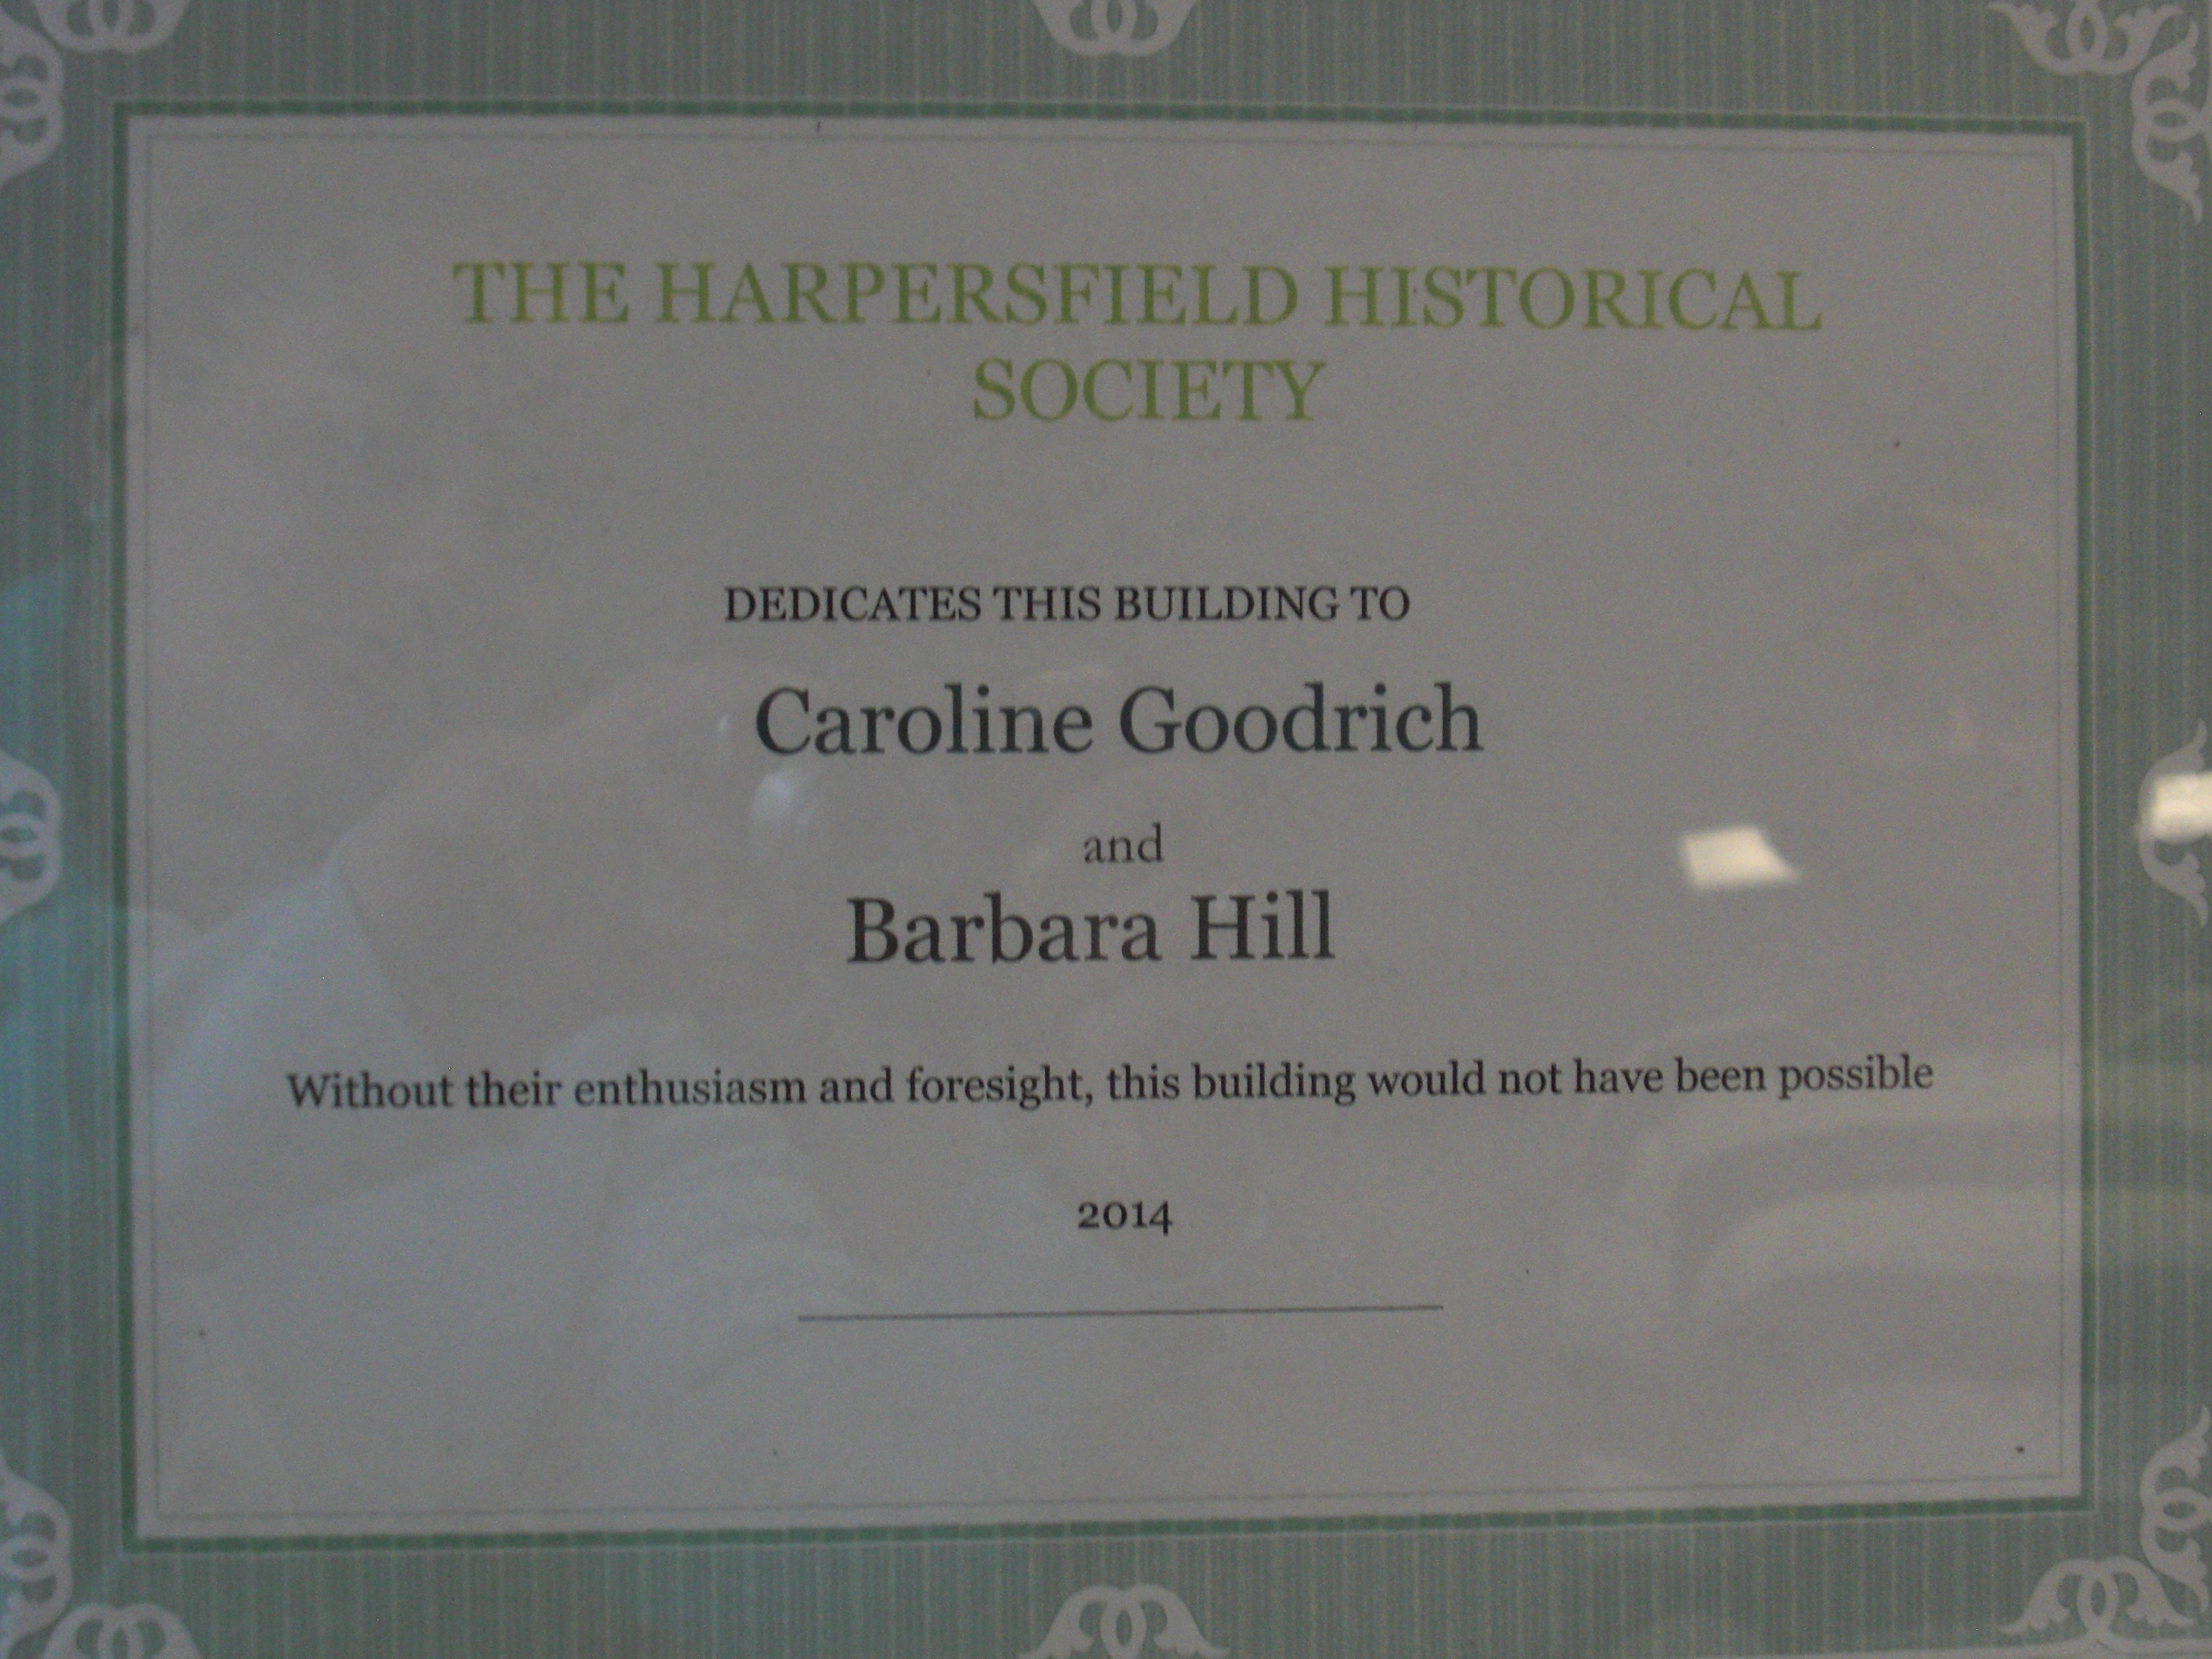 THE HARPERSFIELD HISTORICAL
SOCIETY
DEDICATES THIS BUILDING TO
Caroline Goodrich
and
Barbara Hill
Without their enthusiasm and foresight, this building would not have been possible
2014